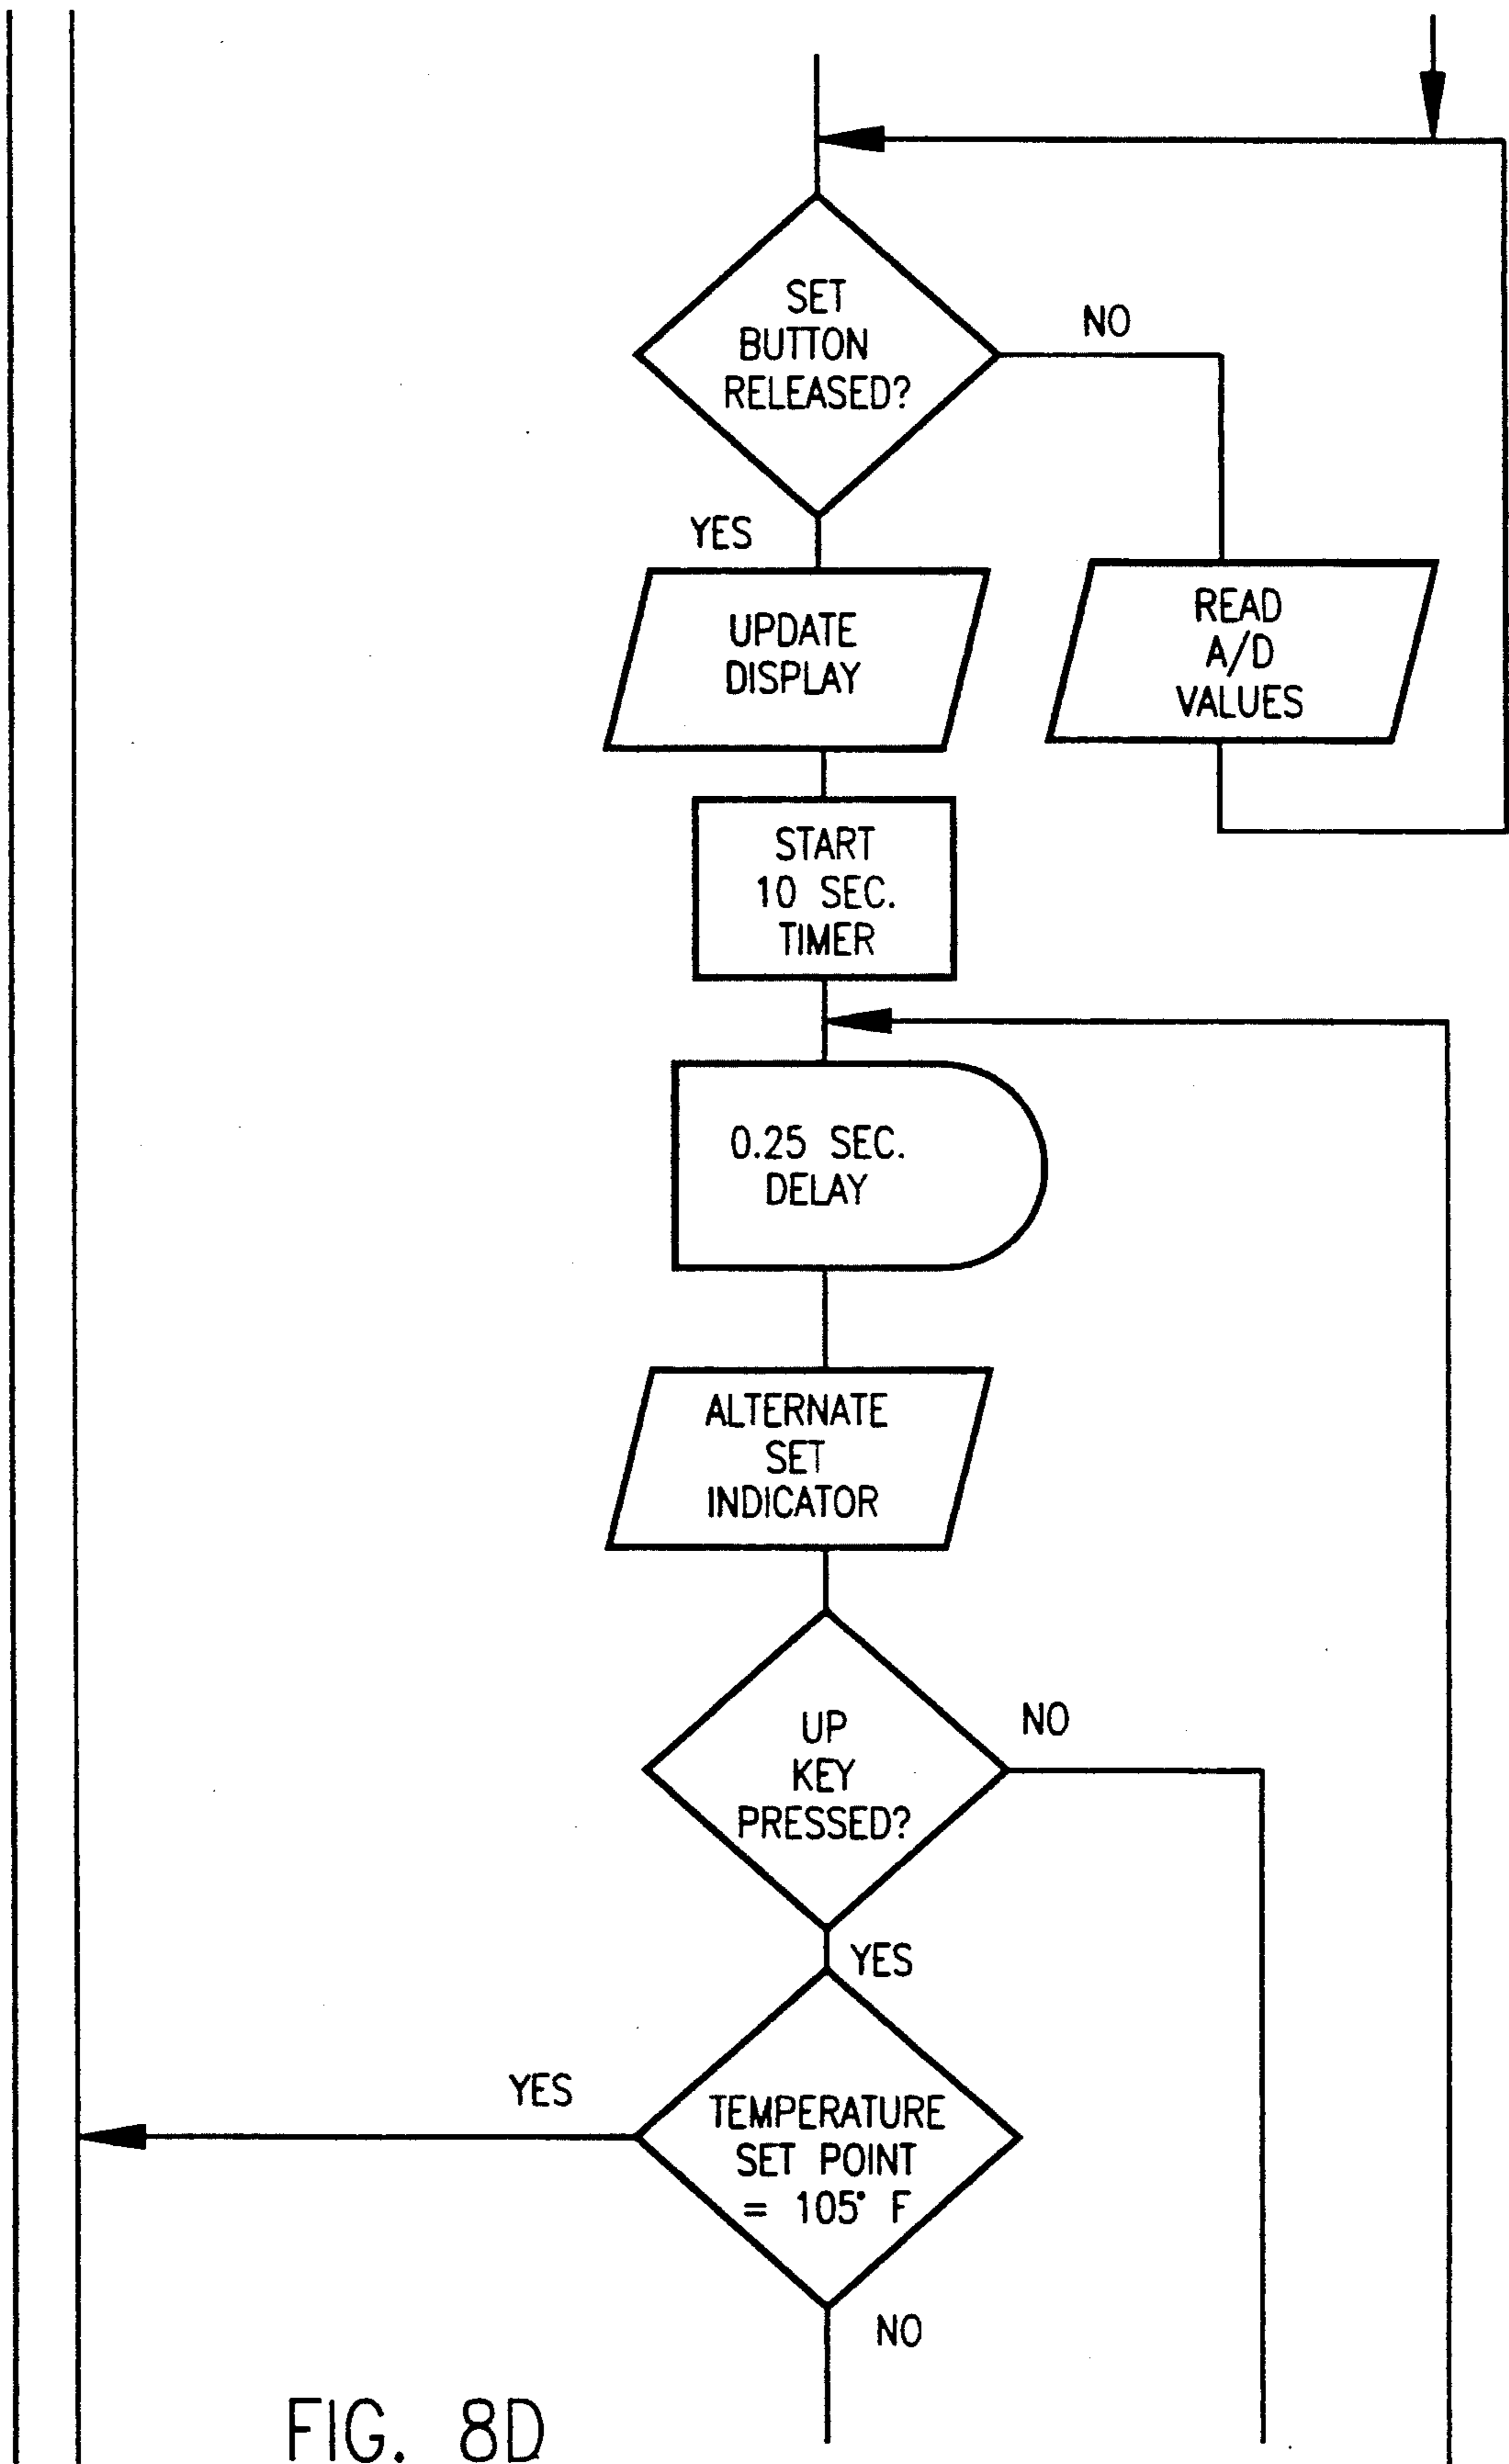 SET
BUTTON
RELEASED?
NO
YES
UPDATE
DISPLAY
READ
A/D
VALUES
START
10 SEC.
TIMER
0.25 SEC.
DELAY
ALTERNATE
SET
INDICATOR
UP
KEY
PRESSED?
NO
YES
YES
TEMPERATURE
SET POINT
= 105° F
NO
FIG. 8D